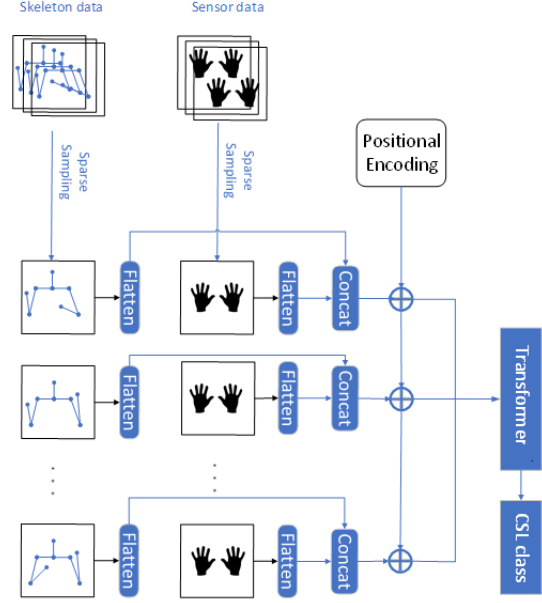 Skeleton data
Sensor data
Sparse
Sampling
Sparse
Sampling
Positional
Encoding
Flatten
Flatten
Concat
Flatten
Flatten
Concat
Transformer
Flatten
Flatten
Concat
CSL class